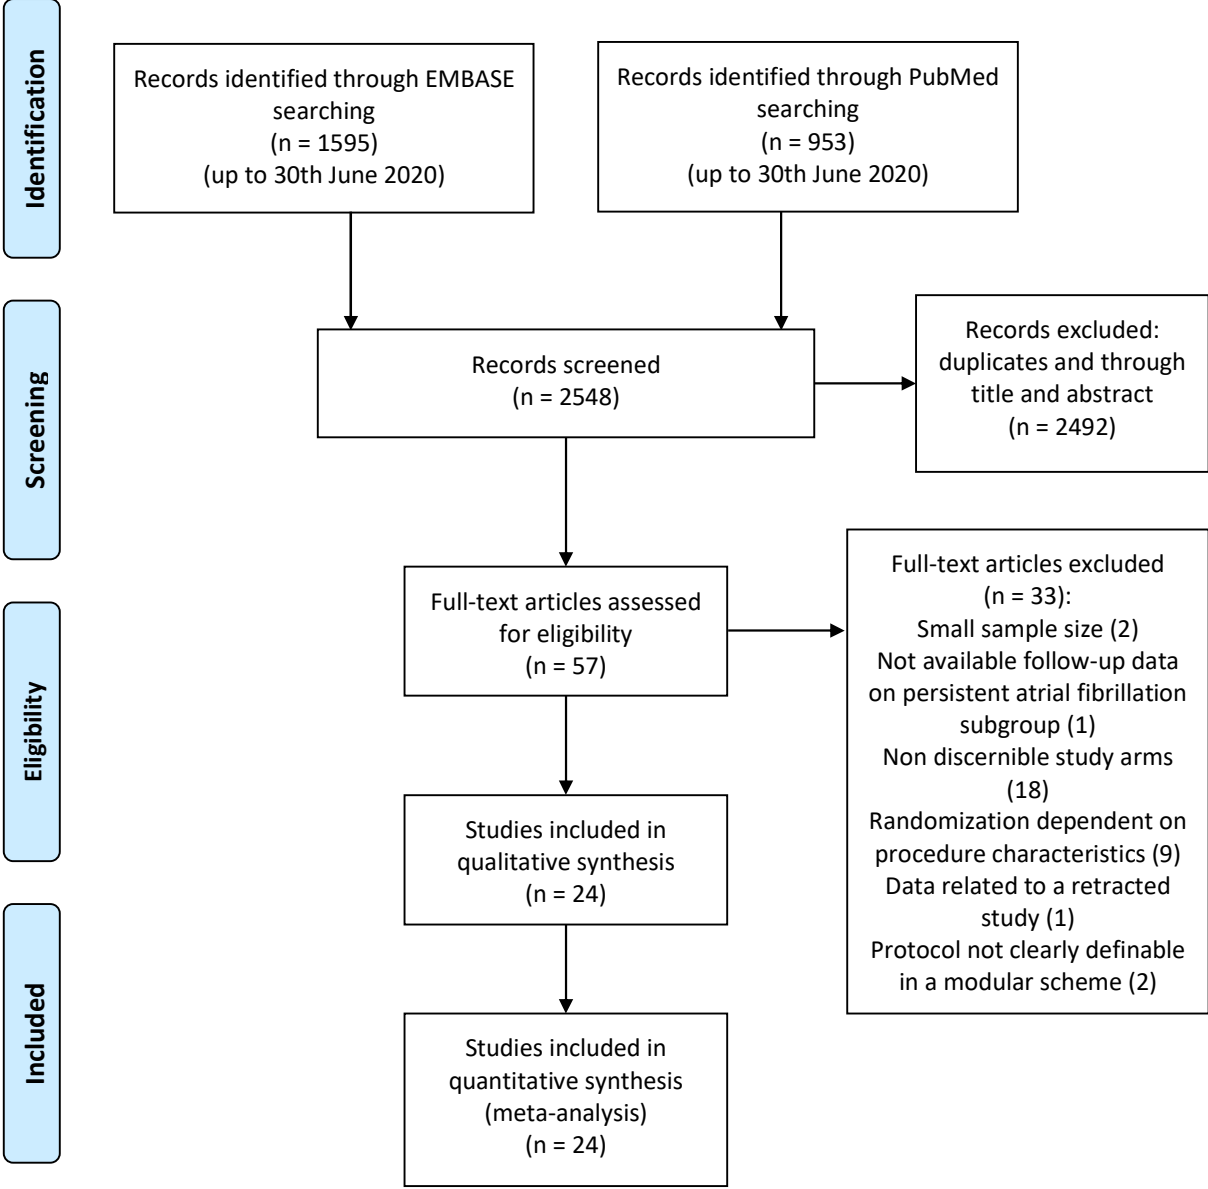 Identification
Records identified through EMBASE
searching
(n = 1595)
(up to 30th June 2020)
Records identified through PubMed
searching
(n = 953)
(up to 30th June 2020)
Screening
Records screened
(n = 2548)
Records excluded:
duplicates and through
title and abstract
(n = 2492)
Eligibility
Full-text articles assessed
for eligibility
(n = 57)
Full-text articles excluded
(n = 33):
Small sample size (2)
Not available follow-up data
on persistent atrial fibrillation
subgroup (1)
Non discernible study arms
(18)
Randomization dependent on
procedure characteristics (9)
Data related to a retracted
study (1)
Protocol not clearly definable
in a modular scheme (2)
Studies included in
qualitative synthesis
(n = 24)
Included
Studies included in
quantitative synthesis
(meta-analysis)
(n = 24)